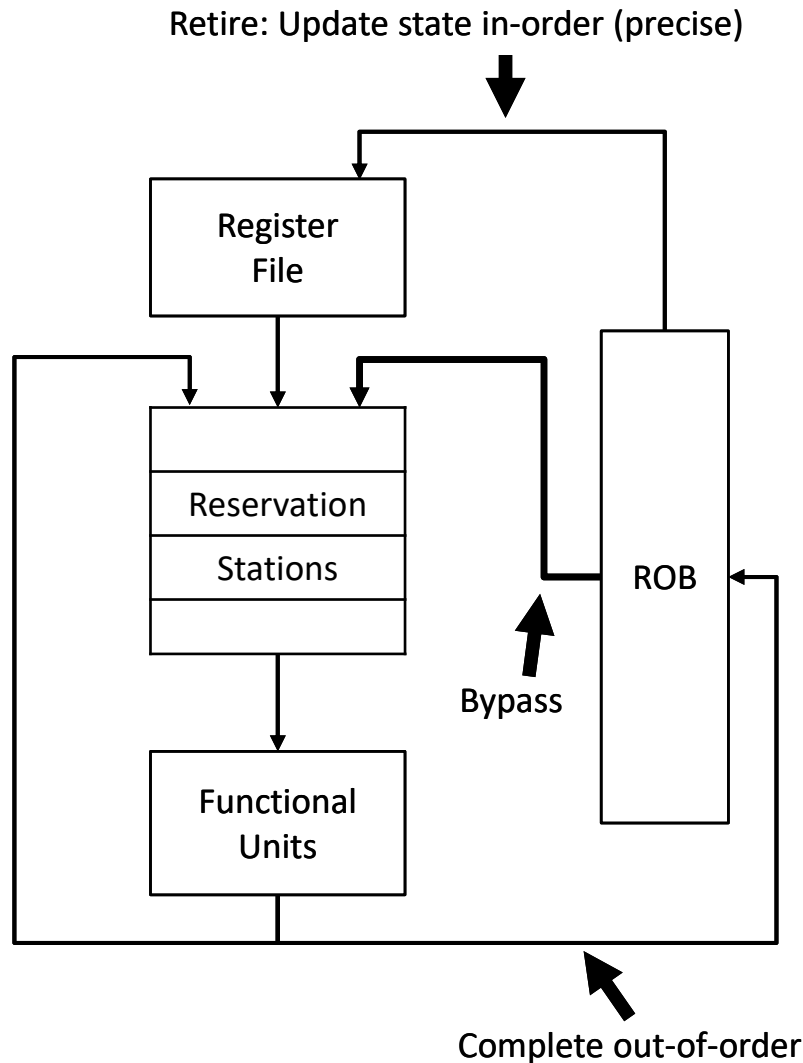 Retire: Update state in-order (precise)
Register
File
Reservation
Stations
ROB
Bypass
Functional
Units
Complete out-of-order